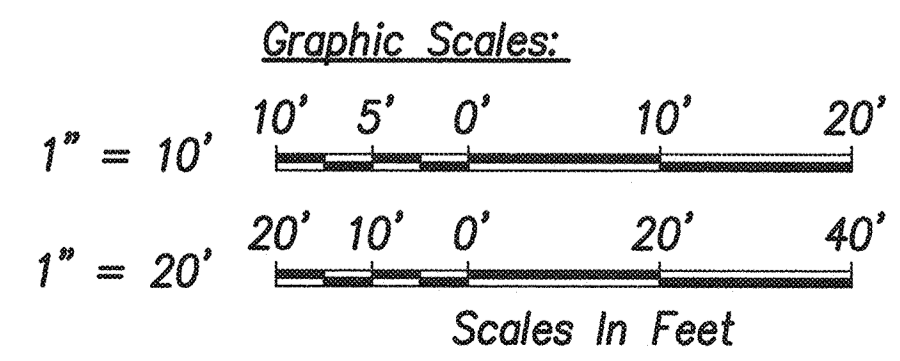 Graphic Scales:
10' 5' 0' 10' 20'
1" = 10'
20' 10' 0' 20' 40'
1" = 20'
Scales In Feet